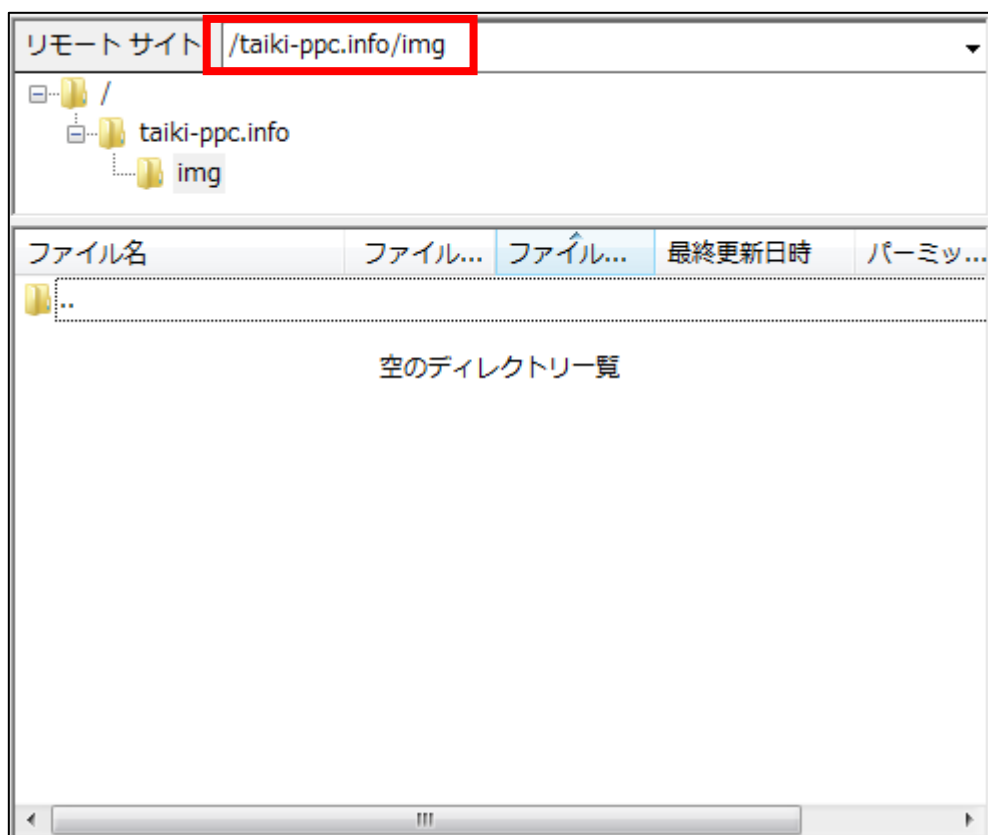 リモート サイト /taiki-ppc.info/img
/
taiki-ppc.info
img
ファイル名 ファイル... ファイル... 最終更新日時 パーミッ...
..
空のディレクトリ一覧